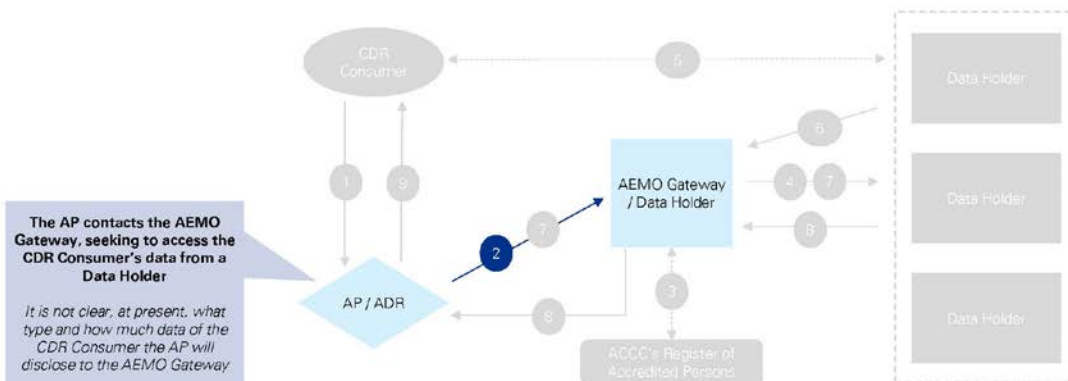 CDR
Consumer
5
Data Holder
6
1
9
AEMO Gateway
/ Data Holder
4
7
Data Holder
The AP contacts the AEMO
Gateway, seeking to access the
CDR Consumer's data from a
Data Holder
It is not clear, at present, what
type and how much data of the
CDR Consumer the AP will
disclose to the AEMO Gateway
2
7
8
AP / ADR
8
3
Data Holder
ACCC's Register of
Accredited Persons